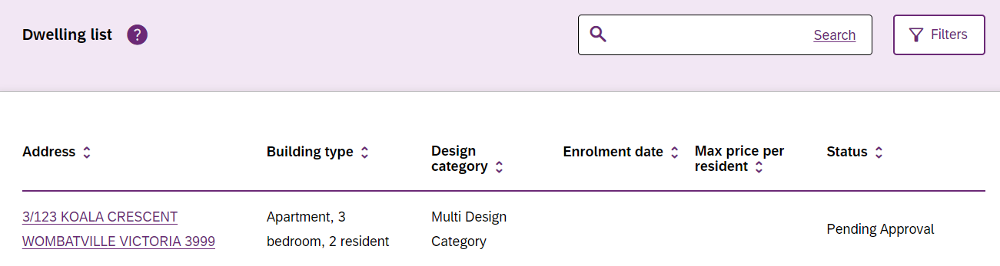 Dwelling list ?
Search
Filters
Address Building type Design category Enrolment date Max price per resident Status
3/123 KOALA CRESCENT
WOMBATVILLE VICTORIA 3999
Apartment, 3
bedroom, 2 resident
Multi Design
Category
Pending Approval